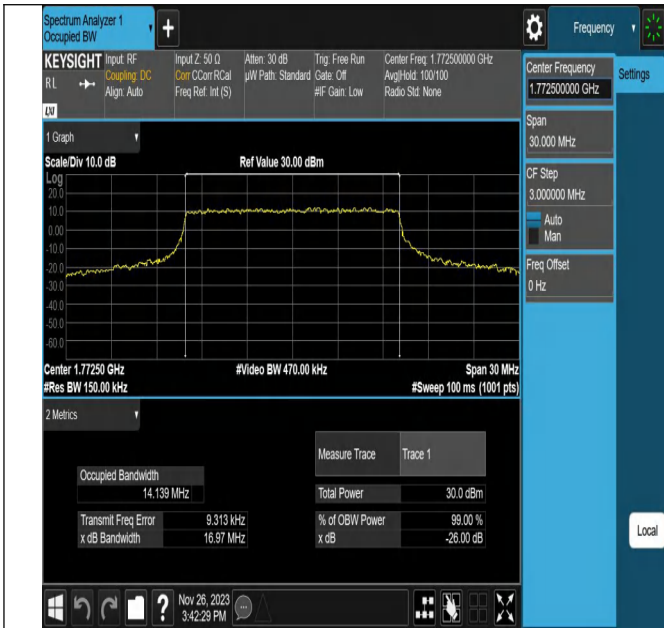 Spectrum Analyzer 1
Occupied BW
+
Frequency
KEYSIGHT
RL
LXI
Input: RF
Coupling: DC
Align: Auto
Input Z: 50 Ω
Corr CCorr RCal
Freq Ref: Int (S)
Atten: 30 dB
µW Path: Standard
Trig: Free Run
Gate: Off
#IF Gain: Low
Center Freq: 1.772500000 GHz
Avg|Hold: 100/100
Radio Std: None
Center Frequency
1.772500000 GHz
Settings
Span
30.000 MHz
CF Step
3.000000 MHz
Auto
Man
Freq Offset
0 Hz
Local
1 Graph
Scale/Div 10.0 dB
Ref Value 30.00 dBm
Log
20.0
10.0
0.00
-10.0
-20.0
-30.0
-40.0
-50.0
-60.0
Center 1.77250 GHz
#Video BW 470.00 kHz
Span 30 MHz
#Res BW 150.00 kHz
#Sweep 100 ms (1001 pts)
2 Metrics
Occupied Bandwidth
14.139 MHz
Transmit Freq Error
9.313 kHz
x dB Bandwidth
16.97 MHz
Measure Trace
Trace 1
Total Power
30.0 dBm
% of OBW Power
99.00 %
x dB
-26.00 dB
?
Nov 26, 2023
3:42:29 PM